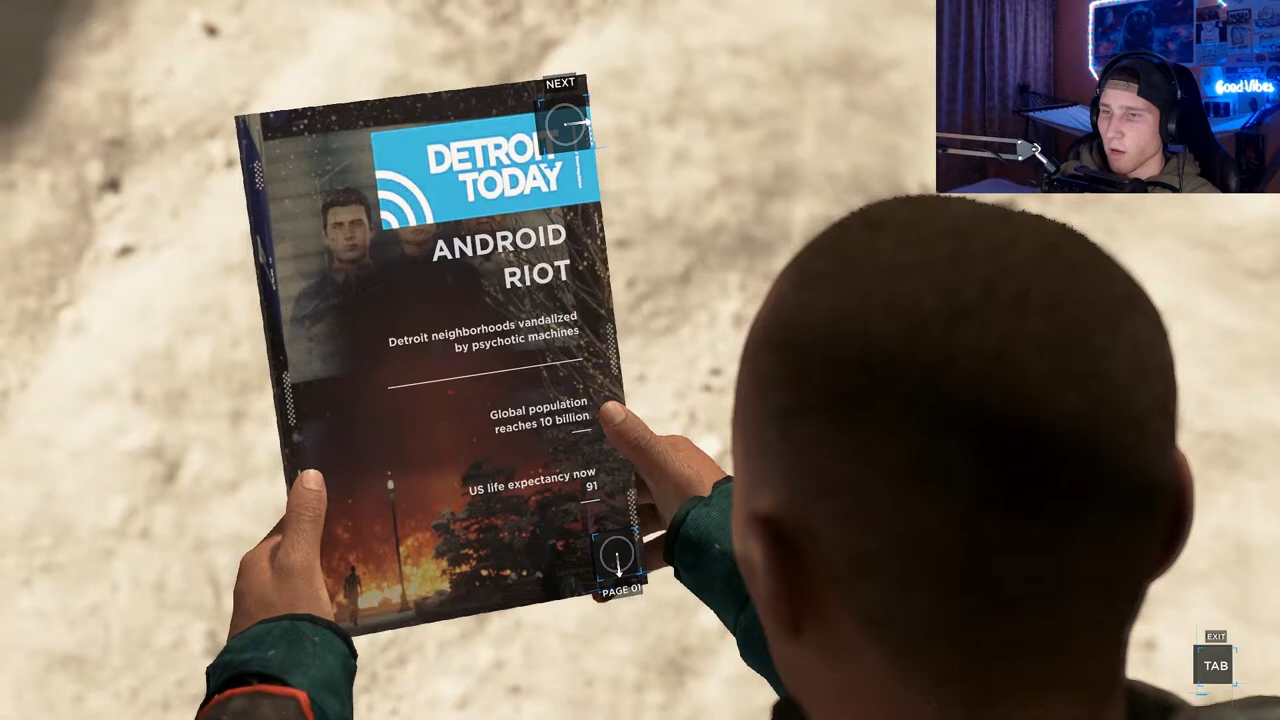 NEXT
DETROIT
TODAY
ANDROID
RIOT
Detroit neighborhoods vandalized
by psychotic machines
Global population
reaches 10 billion
US life expectancy now
91
PAGE 01
Good Vibes
EXIT
TAB